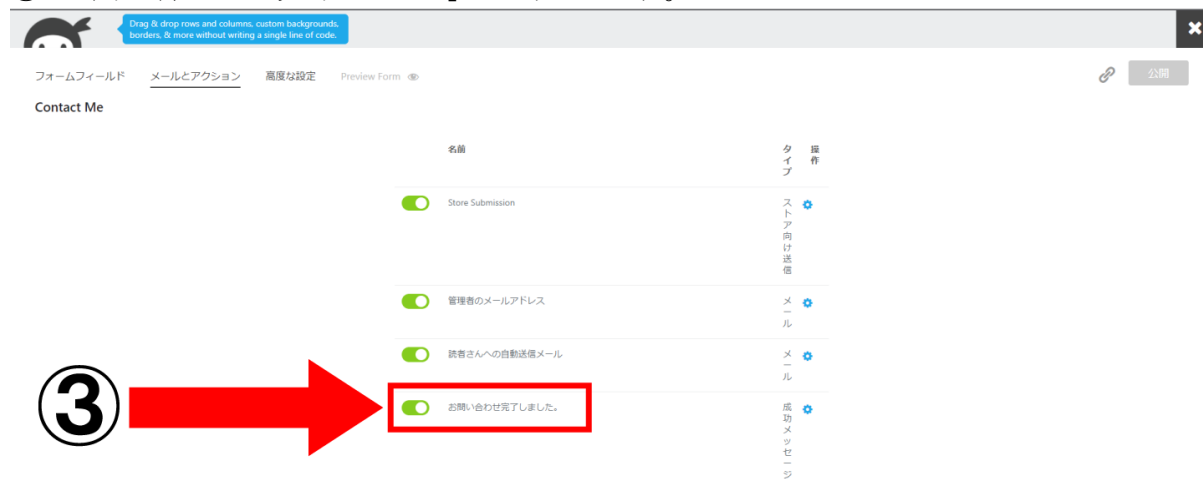 Drag & drop rows and columns, custom backgrounds,
borders, & more without writing a single line of code.
フォームフィールド メールとアクション 高度な設定 Preview Form 公開
Contact Me
名前 タイプ 操作
Store Submission ストア向け送信
管理者のメールアドレス メール
読者さんへの自動送信メール メール
③ お問い合わせ完了しました。 成功メッセージ